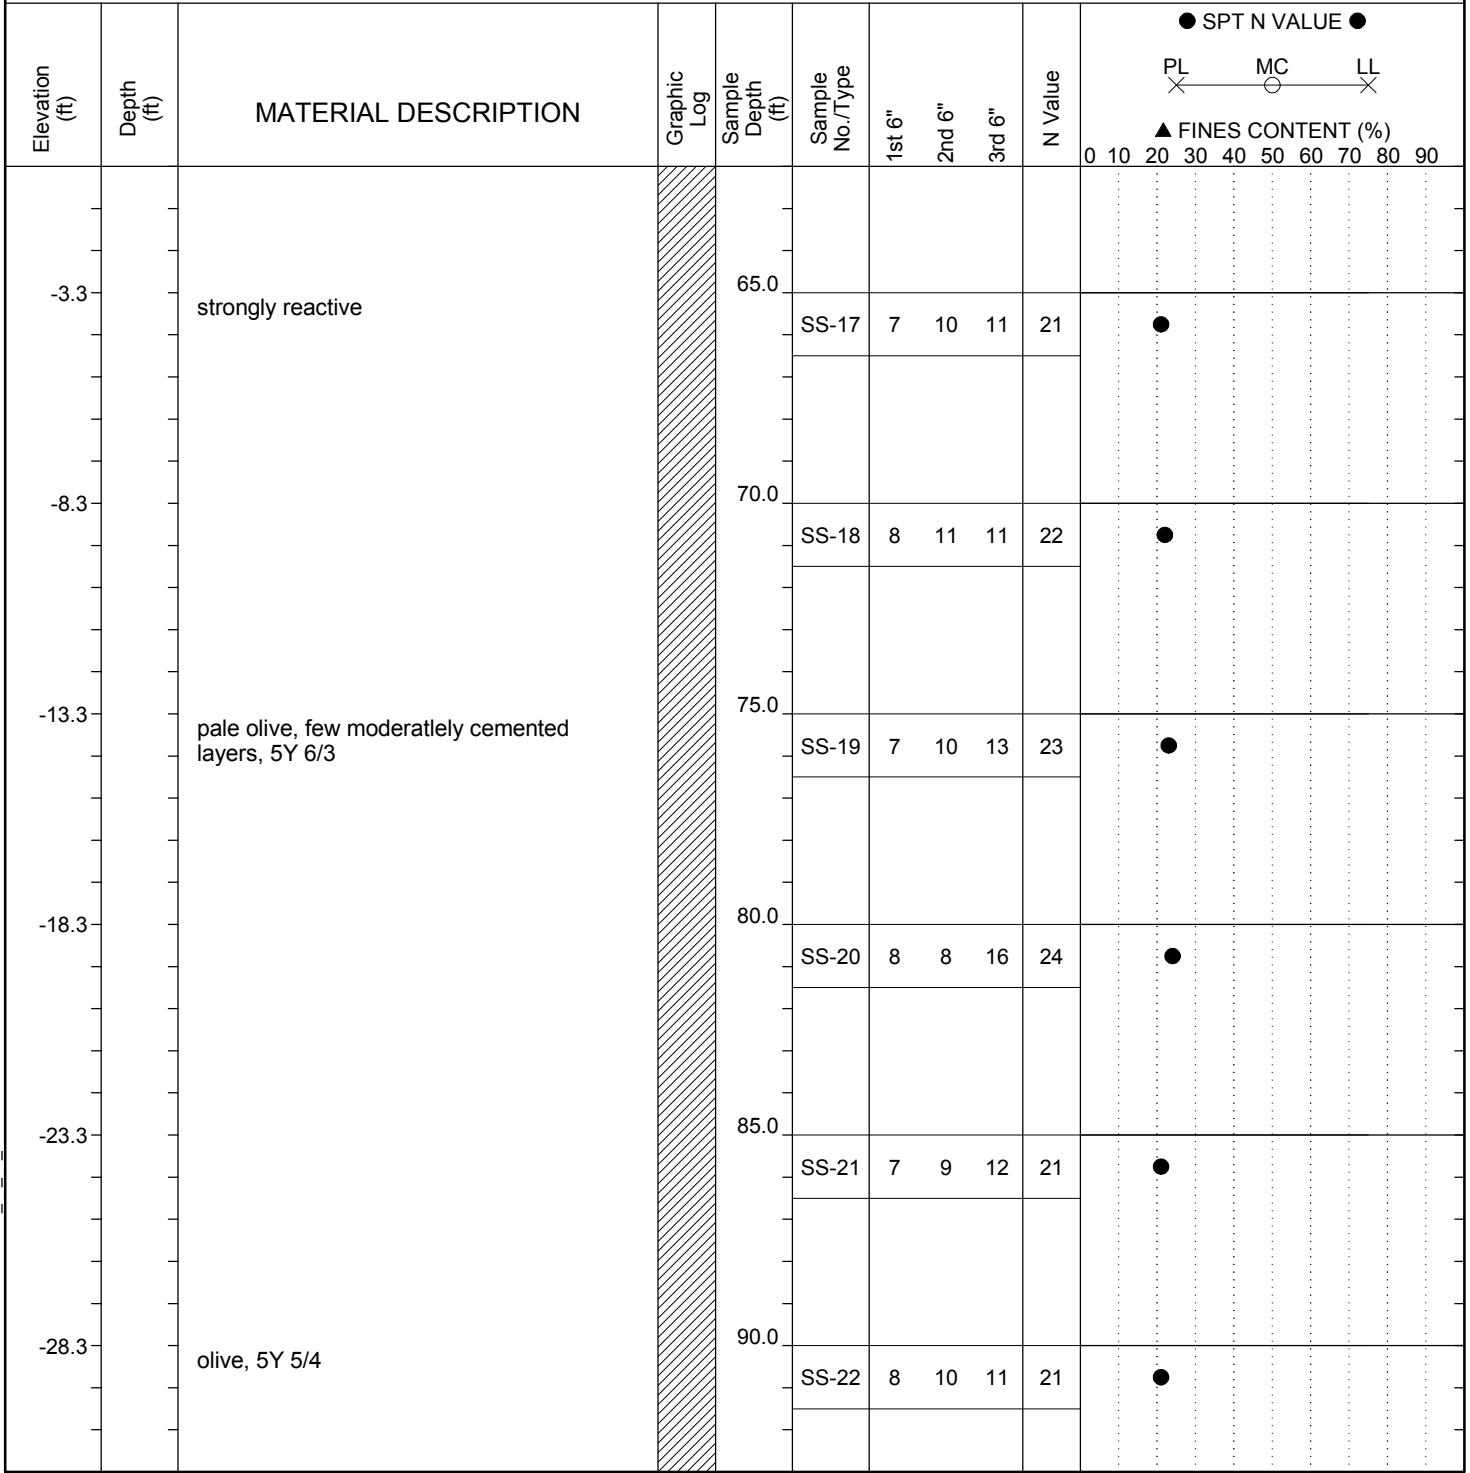 ● SPT N VALUE ●
PL MC LL
▲ FINES CONTENT (%)
0 10 20 30 40 50 60 70 80 90
Elevation
(ft)
Depth
(ft)
MATERIAL DESCRIPTION
Graphic
Log
Sample
Depth
(ft)
Sample
No./Type
1st 6"
2nd 6"
3rd 6"
N Value
-3.3 65.0
strongly reactive
SS-17 7 10 11 21
-8.3 70.0
SS-18 8 11 11 22
-13.3 75.0
pale olive, few moderatlely cemented
layers, 5Y 6/3
SS-19 7 10 13 23
-18.3 80.0
SS-20 8 8 16 24
-23.3 85.0
SS-21 7 9 12 21
-28.3 90.0
olive, 5Y 5/4
SS-22 8 10 11 21